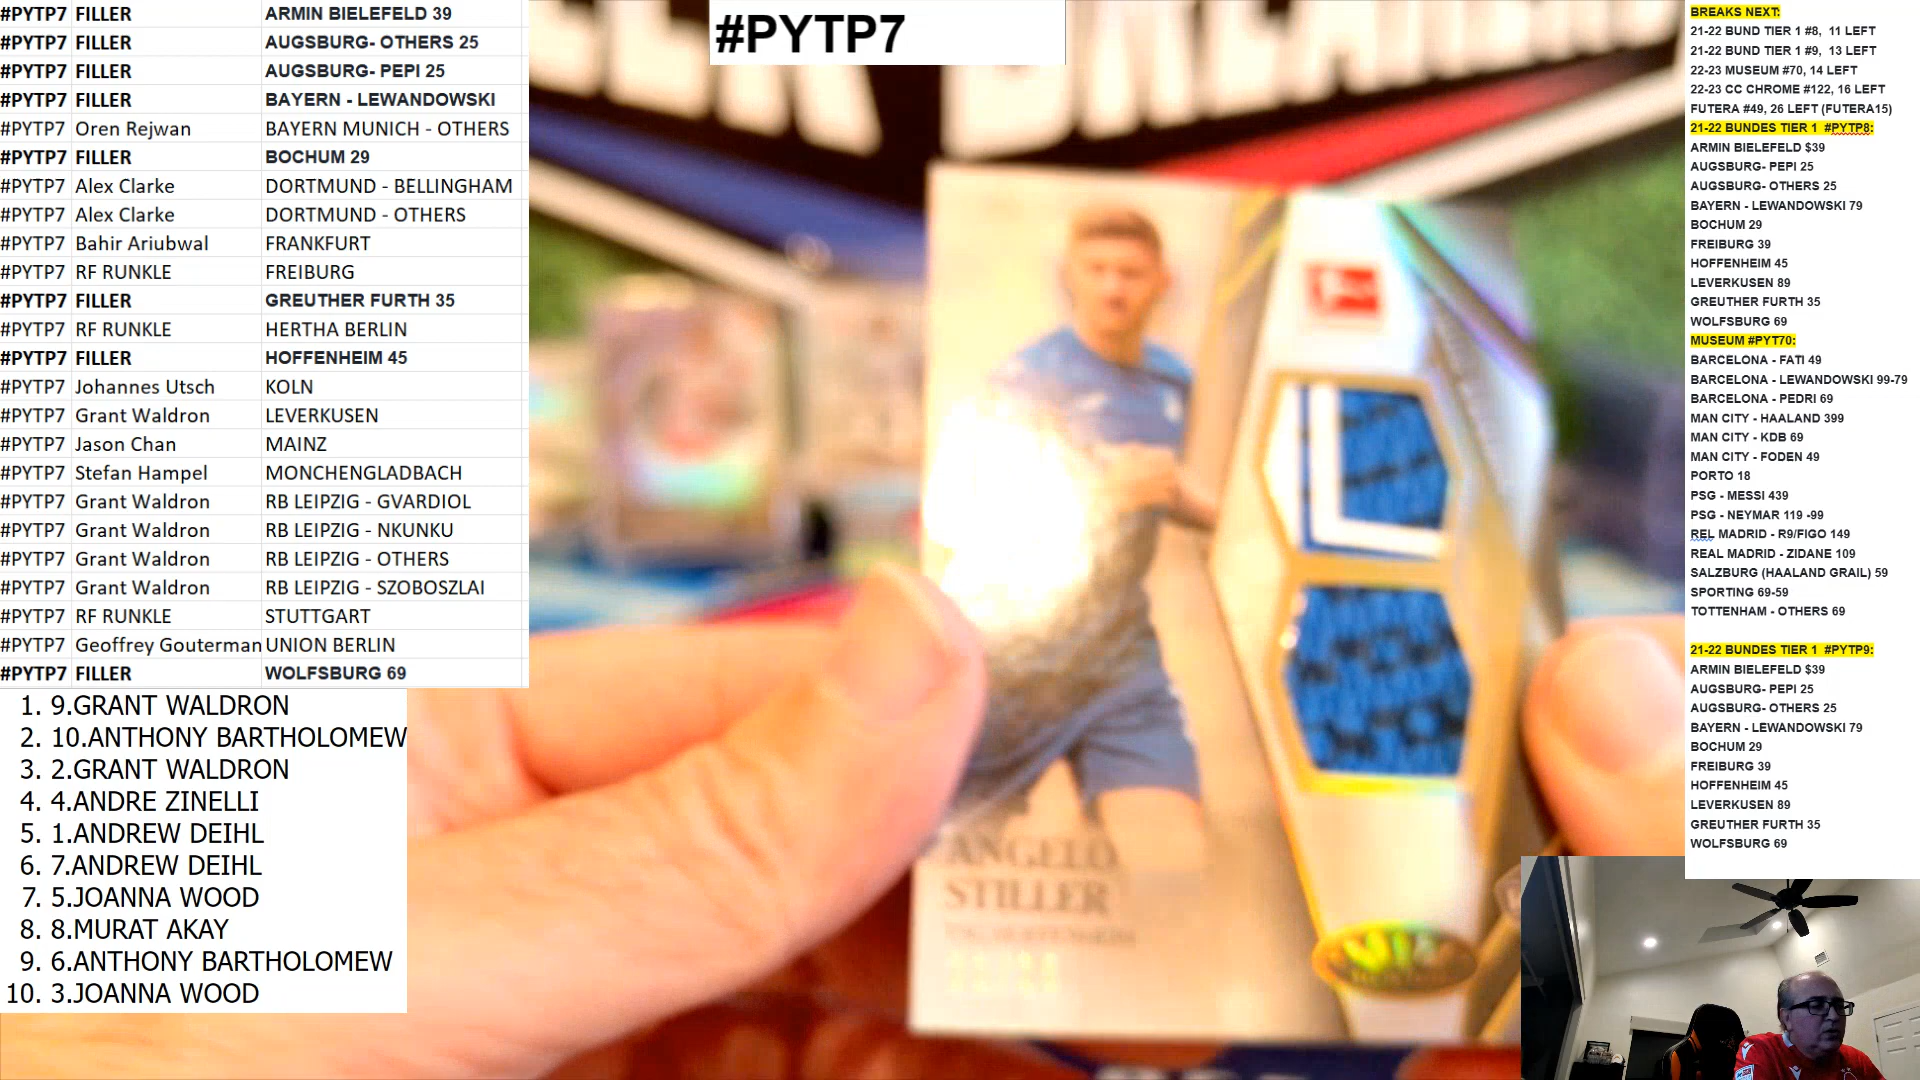 #PYTP7 FILLER ARMIN BIELEFELD 39
#PYTP7 FILLER AUGSBURG- OTHERS 25
#PYTP7 FILLER AUGSBURG- PEPI 25
#PYTP7 FILLER BAYERN - LEWANDOWSKI
#PYTP7 Oren Rejwan BAYERN MUNICH - OTHERS
#PYTP7 FILLER BOCHUM 29
#PYTP7 Alex Clarke DORTMUND - BELLINGHAM
#PYTP7 Alex Clarke DORTMUND - OTHERS
#PYTP7 Bahir Ariubwal FRANKFURT
#PYTP7 RF RUNKLE FREIBURG
#PYTP7 FILLER GREUTHER FURTH 35
#PYTP7 RF RUNKLE HERTHA BERLIN
#PYTP7 FILLER HOFFENHEIM 45
#PYTP7 Johannes Utsch KOLN
#PYTP7 Grant Waldron LEVERKUSEN
#PYTP7 Jason Chan MAINZ
#PYTP7 Stefan Hampel MONCHENGLADBACH
#PYTP7 Grant Waldron RB LEIPZIG - GVARDIOL
#PYTP7 Grant Waldron RB LEIPZIG - NKUNKU
#PYTP7 Grant Waldron RB LEIPZIG - OTHERS
#PYTP7 Grant Waldron RB LEIPZIG - SZOBOSZLAI
#PYTP7 RF RUNKLE STUTTGART
#PYTP7 Geoffrey Gouterman UNION BERLIN
#PYTP7 FILLER WOLFSBURG 69
1. 9.GRANT WALDRON
2. 10.ANTHONY BARTHOLOMEW
3. 2.GRANT WALDRON
4. 4.ANDRE ZINELLI
5. 1.ANDREW DEIHL
6. 7.ANDREW DEIHL
7. 5.JOANNA WOOD
8. 8.MURAT AKAY
9. 6.ANTHONY BARTHOLOMEW
10. 3.JOANNA WOOD
#PYTP7
ANGELO
STILLER
BREAKS NEXT:
21-22 BUND TIER 1 #8, 11 LEFT
21-22 BUND TIER 1 #9, 13 LEFT
22-23 MUSEUM #70, 14 LEFT
22-23 CC CHROME #122, 16 LEFT
FUTERA #49, 26 LEFT (FUTERA15)
21-22 BUNDES TIER 1 #PYTP8:
ARMIN BIELEFELD $39
AUGSBURG- PEPI 25
AUGSBURG- OTHERS 25
BAYERN - LEWANDOWSKI 79
BOCHUM 29
FREIBURG 39
HOFFENHEIM 45
LEVERKUSEN 89
GREUTHER FURTH 35
WOLFSBURG 69
MUSEUM #PYT70:
BARCELONA - FATI 49
BARCELONA - LEWANDOWSKI 99-79
BARCELONA - PEDRI 69
MAN CITY - HAALAND 399
MAN CITY - KDB 69
MAN CITY - FODEN 49
PORTO 18
PSG - MESSI 439
PSG - NEYMAR 119 -99
REL MADRID - R9/FIGO 149
REAL MADRID - ZIDANE 109
SALZBURG (HAALAND GRAIL) 59
SPORTING 69-59
TOTTENHAM - OTHERS 69
21-22 BUNDES TIER 1 #PYTP9:
ARMIN BIELEFELD $39
AUGSBURG- PEPI 25
AUGSBURG- OTHERS 25
BAYERN - LEWANDOWSKI 79
BOCHUM 29
FREIBURG 39
HOFFENHEIM 45
LEVERKUSEN 89
GREUTHER FURTH 35
WOLFSBURG 69